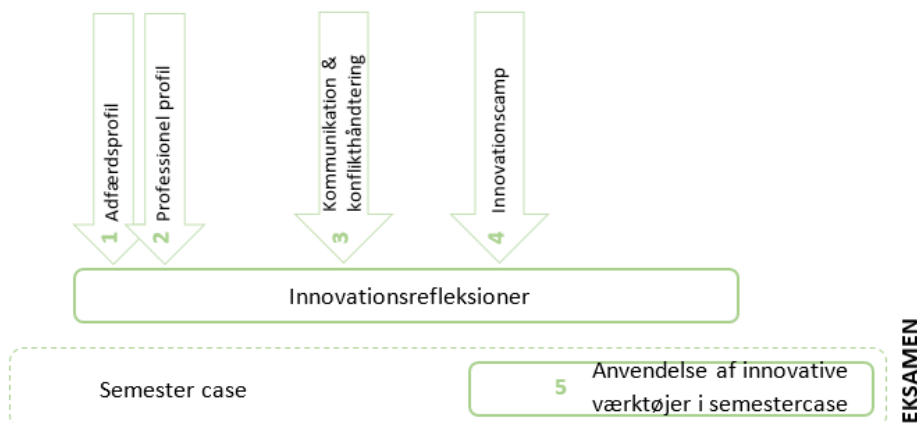 1 Adfærdsprofil
2 Professionel profil
3 Kommunikation &
konflikthåndtering
4 Innovationscamp
Innovationsrefleksioner
Semester case
5 Anvendelse af innovative
værktøjer i semestercase
EKSAMEN